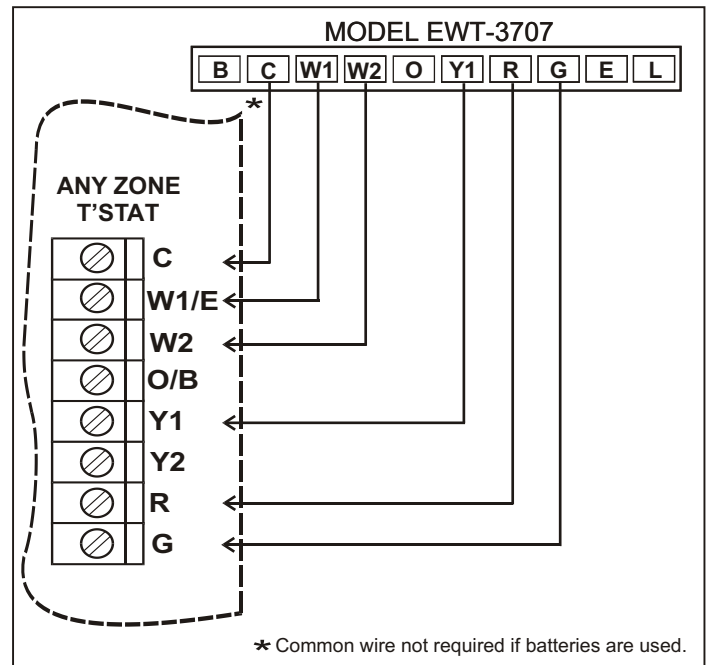 MODEL EWT-3707
B C W1 W2 O Y1 R G E L
*
ANY ZONE
T'STAT
C
W1/E
W2
O/B
Y1
Y2
R
G
* Common wire not required if batteries are used.